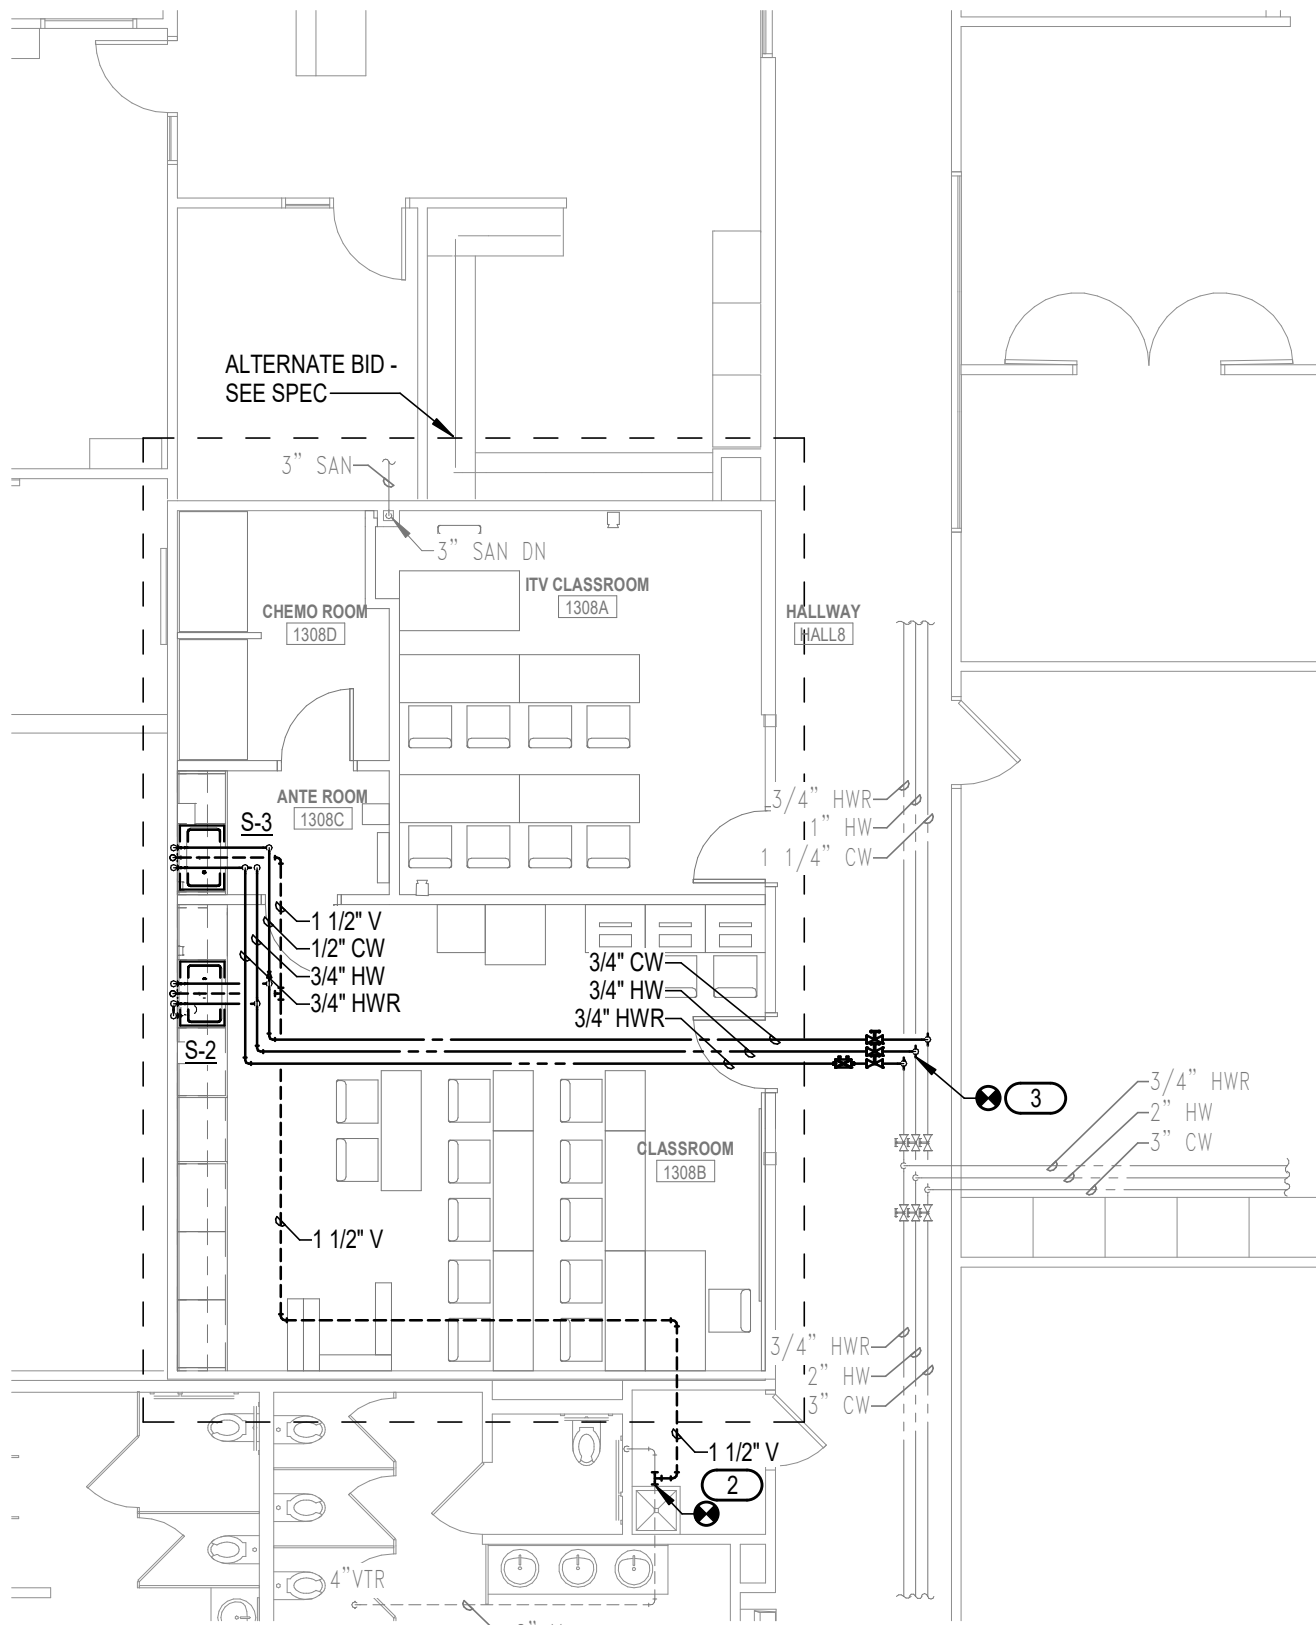 ALTERNATE BID -
SEE SPEC
3" SAN
3" SAN DN
ITV CLASSROOM
1308A
CHEMO ROOM
1308D
HALLWAY
HALL8
ANTE ROOM
1308C
S-3
3/4" HWR
1" HW
1 1/4" CW
1 1/2" V
1/2" CW
3/4" HW
3/4" HWR
3/4" CW
3/4" HW
3/4" HWR
S-2
3
3/4" HWR
2" HW
3" CW
CLASSROOM
1308B
1 1/2" V
3/4" HWR
2" HW
3" CW
1 1/2" V
2
4"VTR